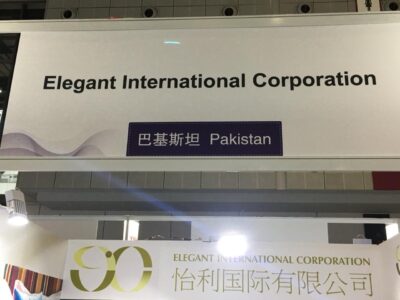 Elegant International Corporation
巴基斯坦 Pakistan
90
ELEGANT INTERNATIONAL CORPORATION
怡利国际有限公司